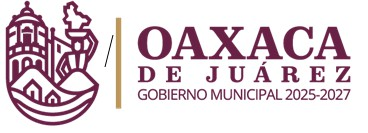 OAXACA
DE JUÁREZ
GOBIERNO MUNICIPAL 2025-2027